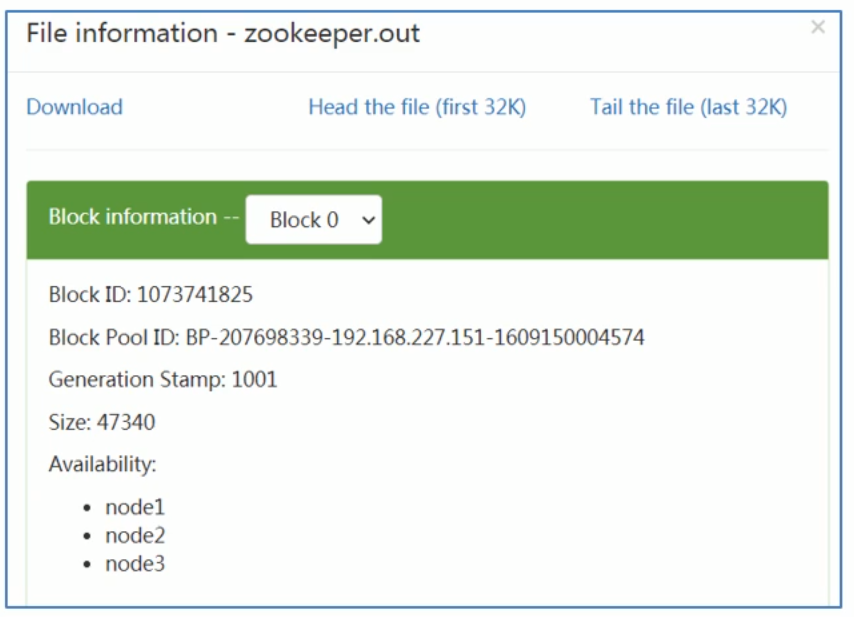 File information - zookeeper.out
×
Download Head the file (first 32K) Tail the file (last 32K)
Block information -- Block 0
Block ID: 1073741825
Block Pool ID: BP-207698339-192.168.227.151-1609150004574
Generation Stamp: 1001
Size: 47340
Availability:
• node1
• node2
• node3